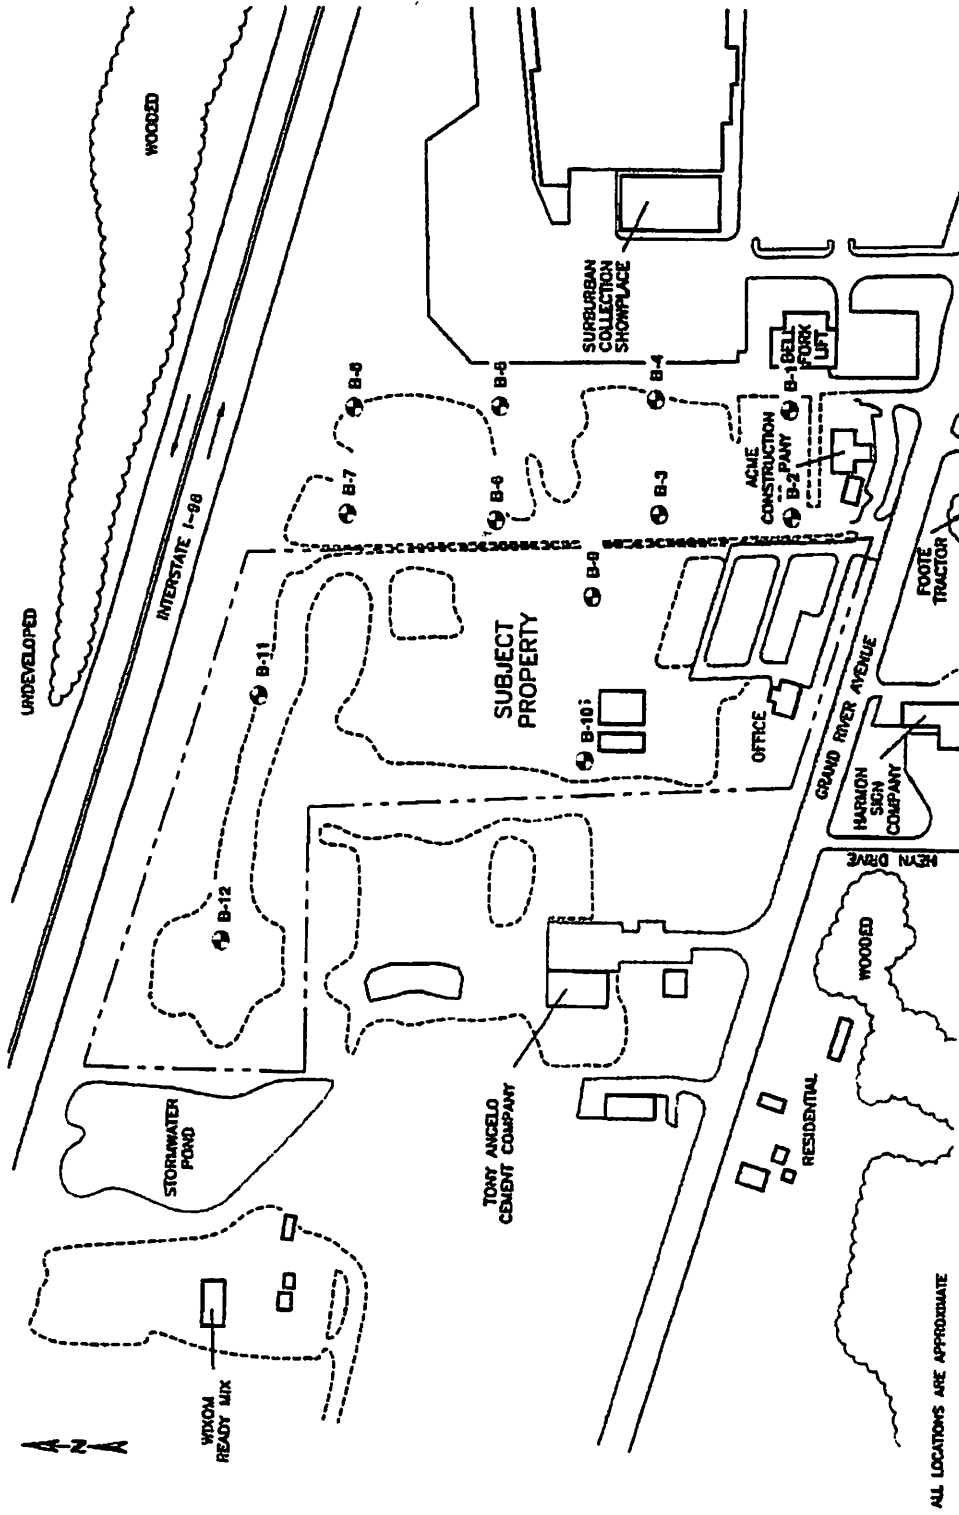 UNDEVELOPED
WOODED
INTERSTATE I-96
N
WIXOM
READY MIX
STORMWATER
POND
B-12
B-11
B-7
B-8
B-6
B-5
SUBJECT
PROPERTY
SURBURBAN
COLLECTION
SHOWPLACE
TONY ANGELO
CEMENT COMPANY
B-10
B-9
B-3
B-4
OFFICE
ACME
CONSTRUCTION
PANY
B-2
B-1
BELL
FORK
LIFT
GRAND RIVER AVENUE
RESIDENTIAL
WOODED
HEYN DRIVE
HARMON
SIGN
COMPANY
FOOTE
TRACTOR
ALL LOCATIONS ARE APPROXIMATE